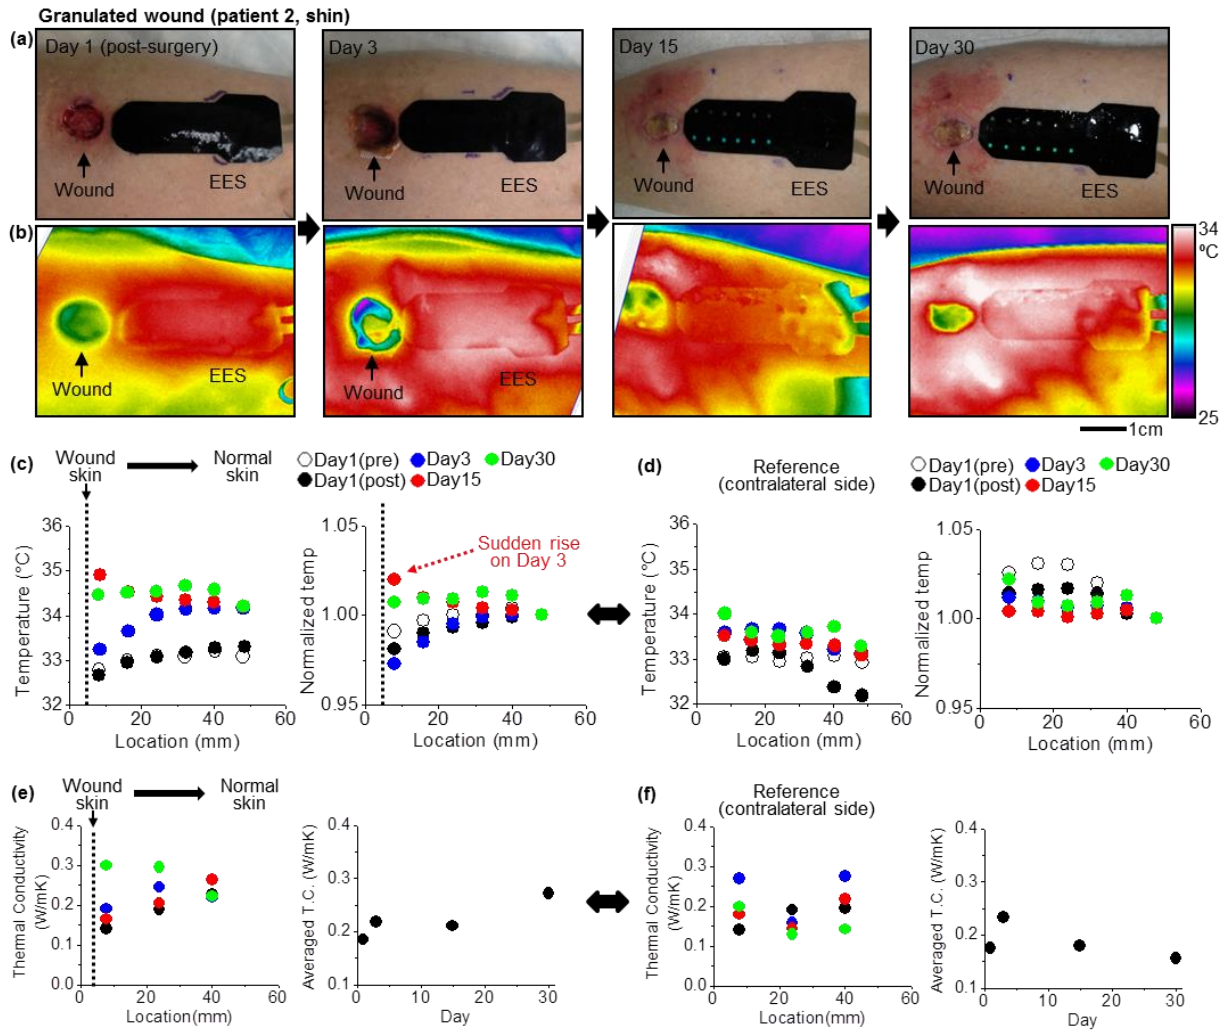 Granulated wound (patient 2, shin)
(a)
Day 1 (post-surgery)
Day 3
Day 15
Day 30
Wound
EES
Wound
EES
Wound
EES
Wound
EES
(b)
Wound
EES
Wound
EES
34
ºC
25
1cm
(c)
Wound
skin
Normal
skin
Day1(pre)
Day3
Day30
Day1(post)
Day15
Temperature (°C)
36
35
34
33
32
0
20
40
60
Location (mm)
Normalized temp
1.05
1.00
0.95
0
20
40
60
Location (mm)
Sudden rise
on Day 3
(d)
Reference
(contralateral side)
Day1(pre)
Day3
Day30
Day1(post)
Day15
Temperature (°C)
36
35
34
33
32
0
20
40
60
Location (mm)
Normalized temp
1.05
1.00
0.95
0
20
40
60
Location (mm)
(e)
Wound
skin
Normal
skin
Thermal Conductivity
(W/mK)
0.4
0.3
0.2
0.1
0.0
0
20
40
60
Location(mm)
Averaged T.C. (W/mK)
0.4
0.3
0.2
0.1
0
10
20
30
Day
(f)
Reference
(contralateral side)
Thermal Conductivity
(W/mK)
0.4
0.3
0.2
0.1
0.0
0
20
40
60
Location(mm)
Averaged T.C. (W/mK)
0.4
0.3
0.2
0.1
0
10
20
30
Day